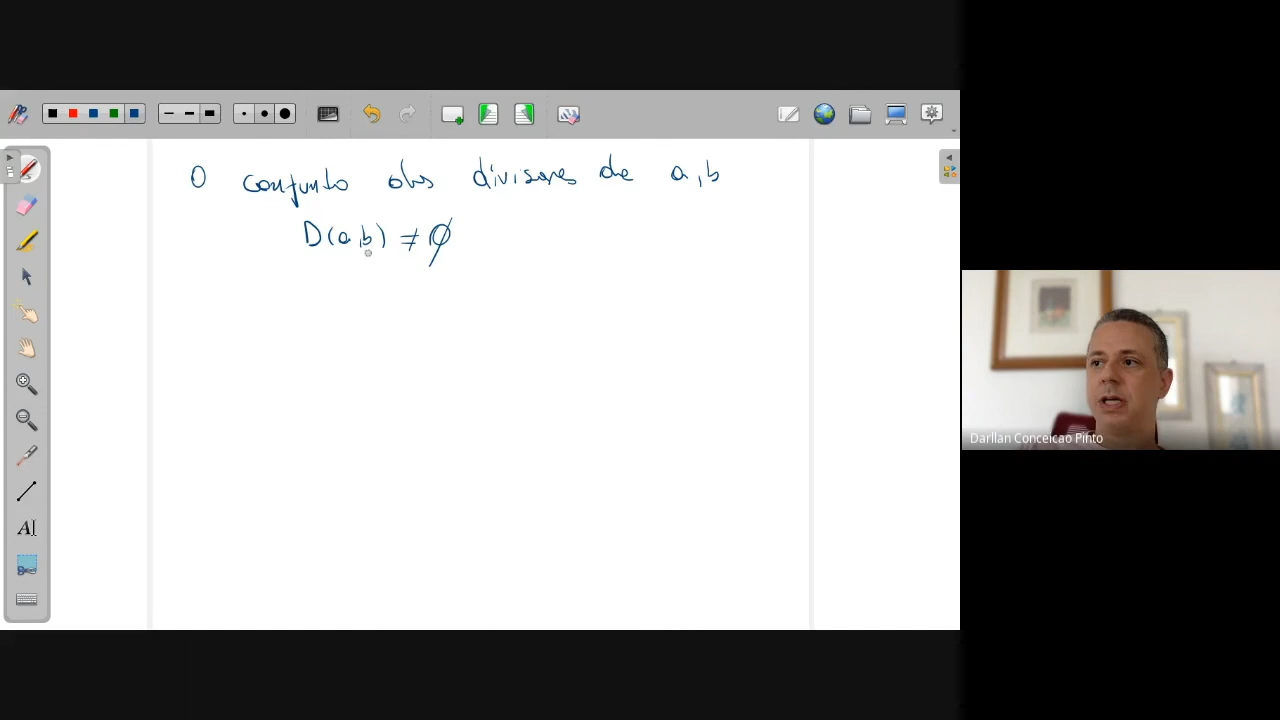 O conjunto dos divisores de a,b
D(a,b) ≠ ∅
Darllan Conceicao Pinto